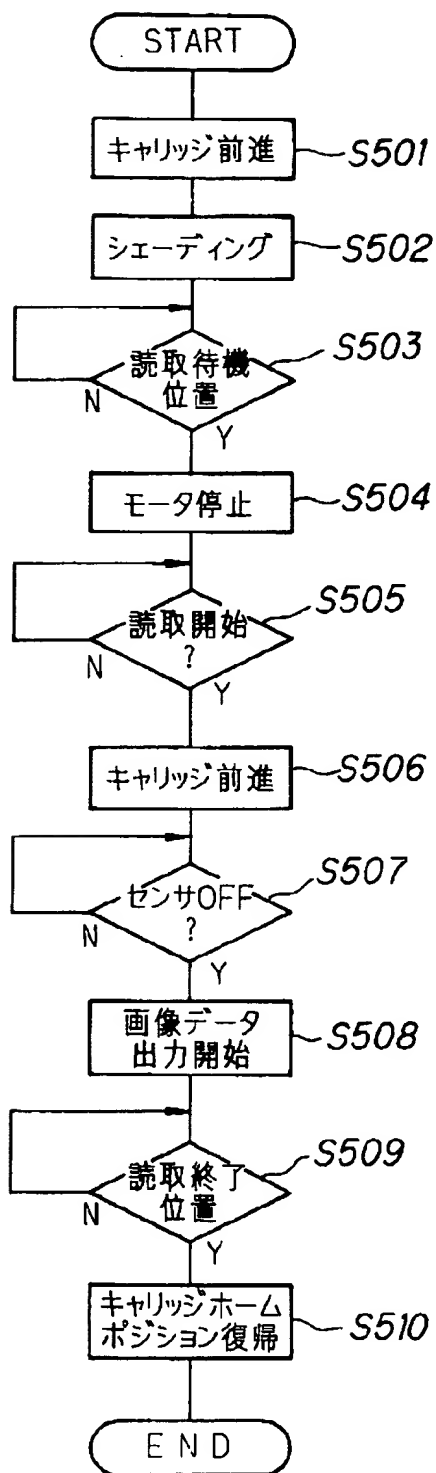 START
キャリッジ前進
S501
シェーディング
S502
読取待機
位置
S503
N
Y
モータ停止
S504
読取開始
?
S505
N
Y
キャリッジ前進
S506
センサOFF
?
S507
N
Y
画像データ
出力開始
S508
読取終了
位置
S509
N
Y
キャリッジホーム
ポジション復帰
S510
END